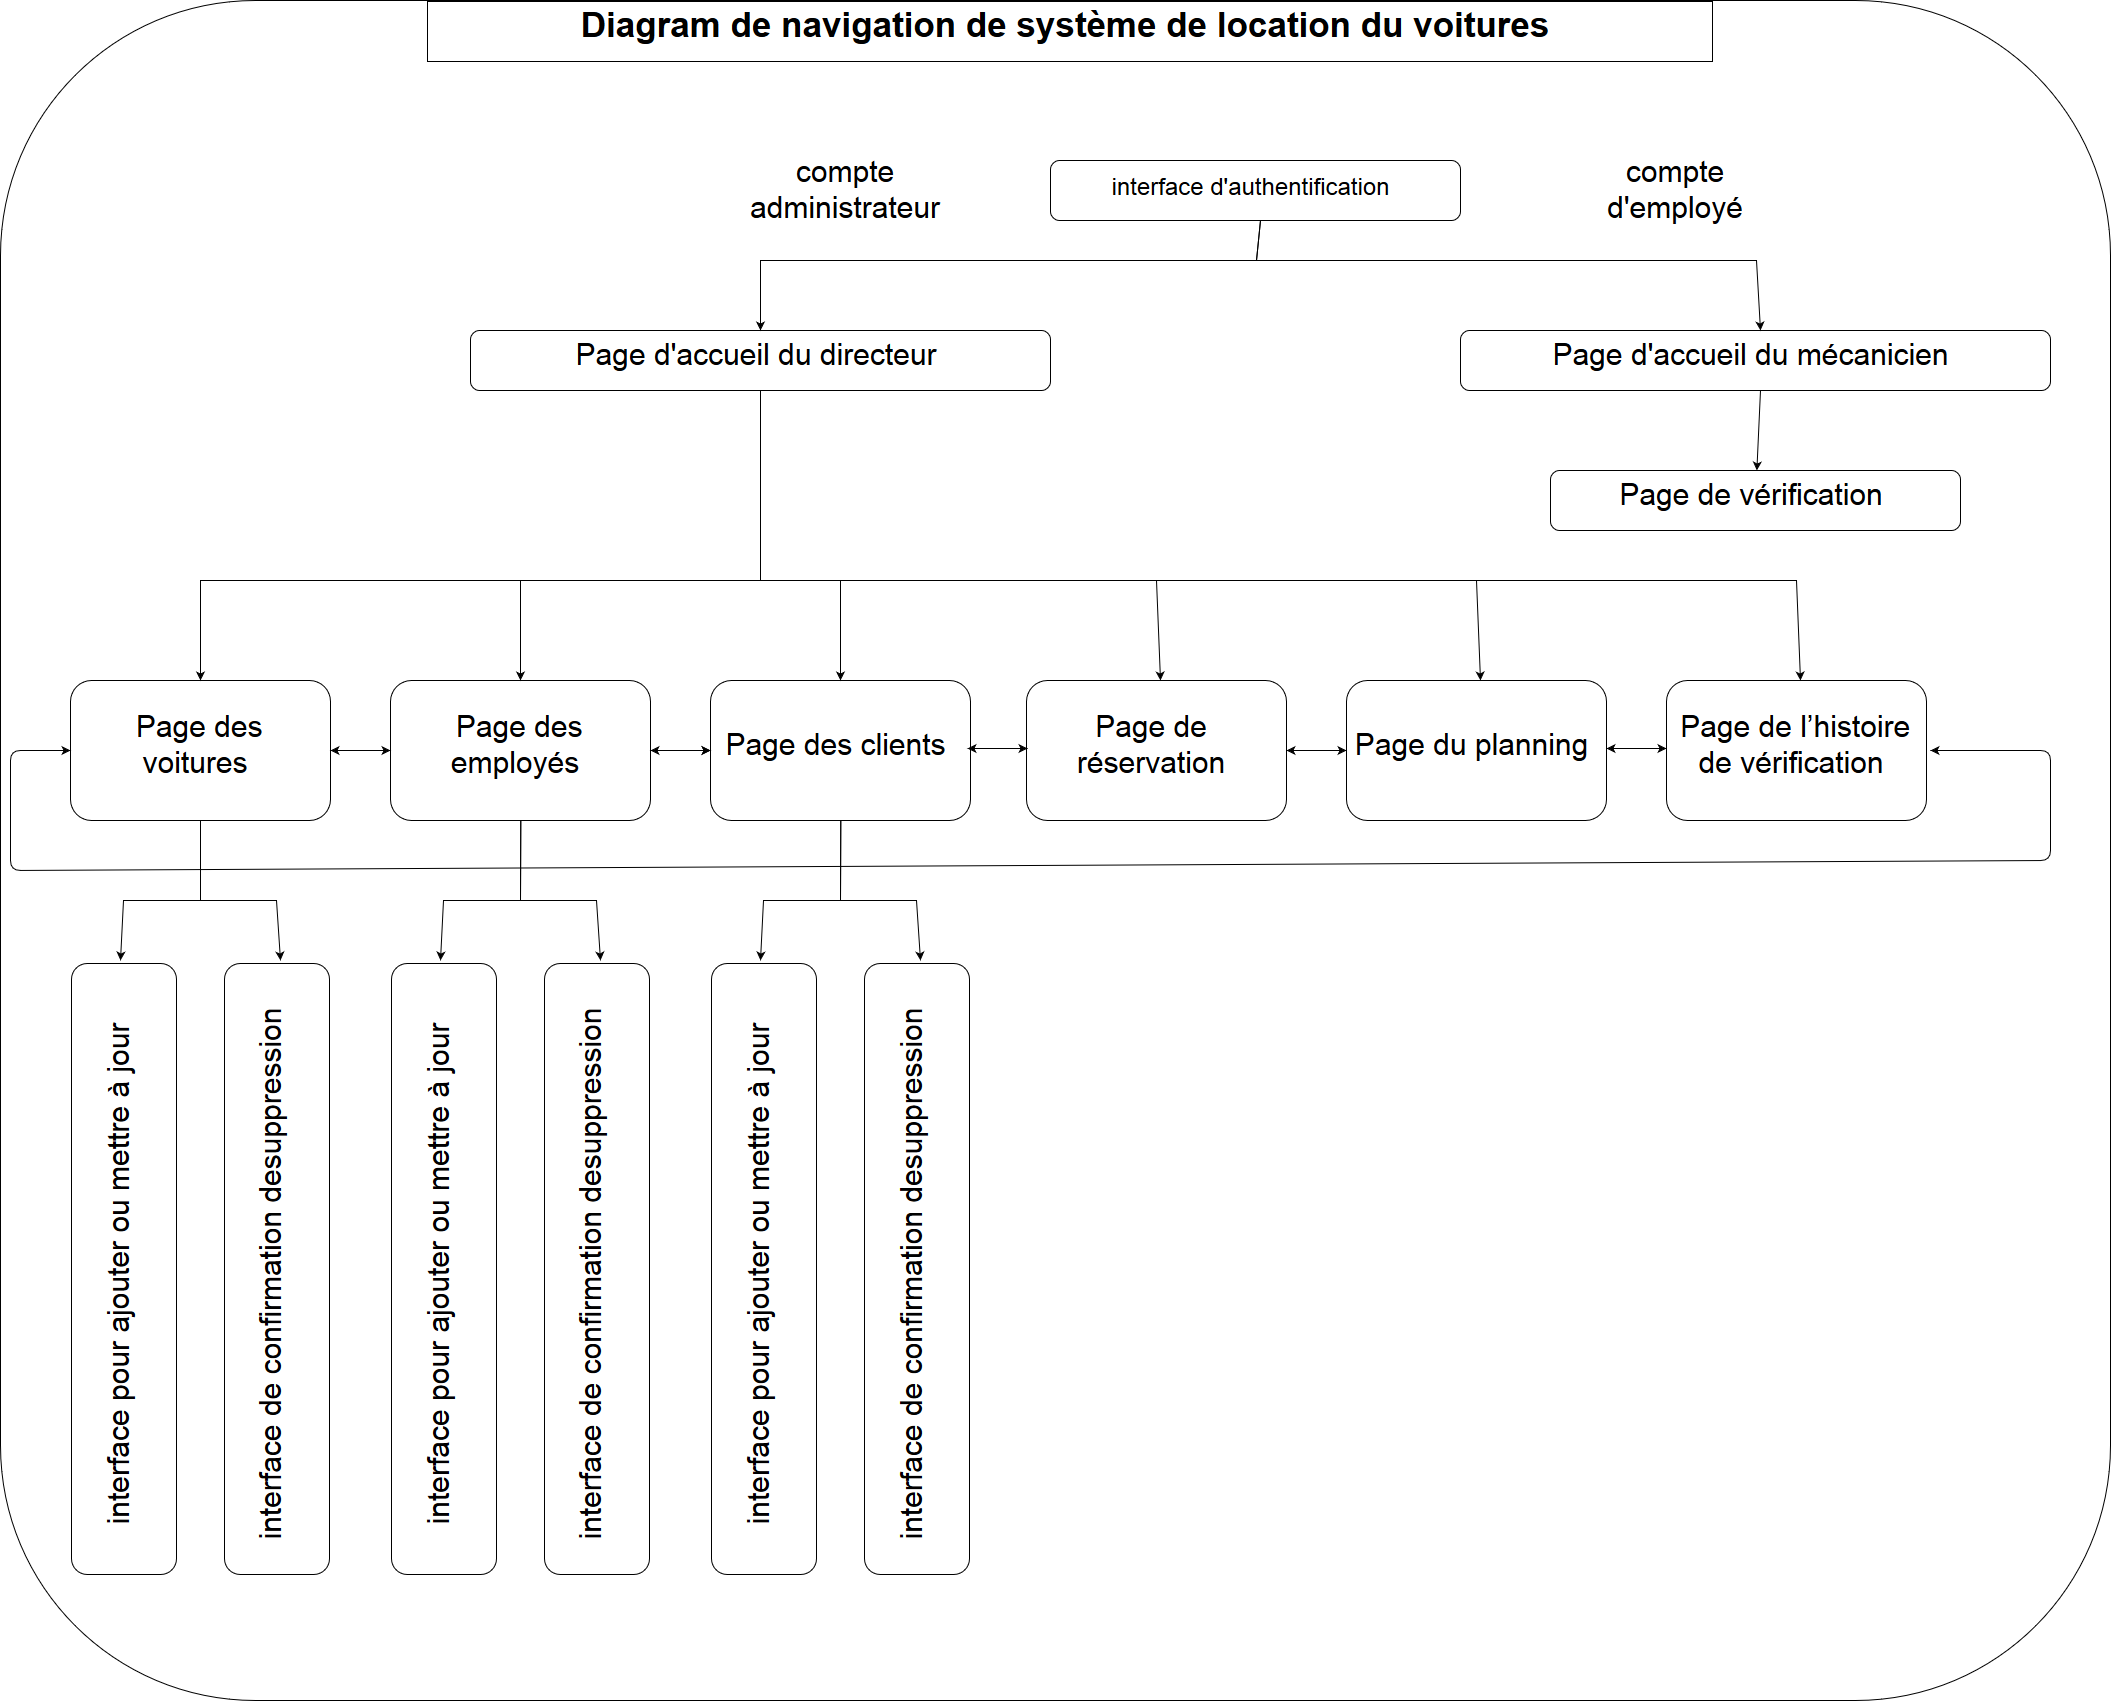 Diagram de navigation de système de location du voitures
compte
administrateur
interface d'authentification
compte
d'employé
Page d'accueil du directeur
Page d'accueil du mécanicien
Page de vérification
Page des
voitures
Page des
employés
Page des clients
Page de
réservation
Page du planning
Page de l’histoire
de vérification
interface pour ajouter ou mettre à jour
interface de confirmation desuppression
interface pour ajouter ou mettre à jour
interface de confirmation desuppression
interface pour ajouter ou mettre à jour
interface de confirmation desuppression